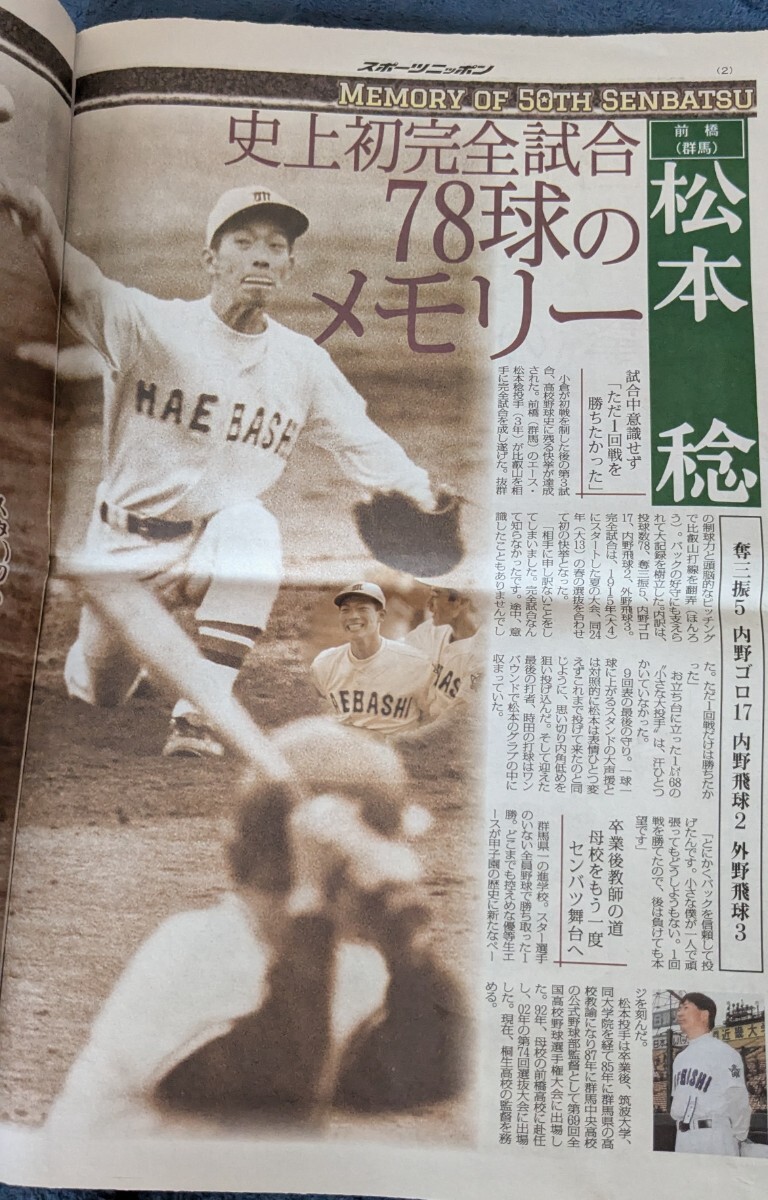 スポーツニッポン
(2)
MEMORY OF 50TH SENBATSU
前橋
(群馬)
松本 稔
史上初完全試合
78球の
メモリー
試合中意識せず
「ただ1回戦を
勝ちたかった」
小倉が初戦を制した後の第3試
合、高校野球史に残る快挙が達成
された。前橋(群馬)のエース・
松本稔投手(3年)が比叡山を相
手に完全試合を成し遂げた。抜群
奪三振5 内野ゴロ17 内野飛球2 外野飛球3
の制球力と頭脳的なピッチング
で比叡山打線を翻弄(ほんろ
う)。バックの好守にも支えら
れて大記録を樹立した。内訳は、
投球数78、奪三振5、内野ゴロ
17、内野飛球2、外野飛球3。
完全試合は、1915年(大4)
にスタートした夏の大会、同24
年(大13)の春の選抜を合わせ
て初の快挙となった。
「相手に申し訳ないことをし
てしまいました。完全試合なん
て知らなかったです。途中、意
識したこともありませんでし
た。ただ1回戦だけは勝ちたか
った」
お立ち台に立った1㍍68の
“小さな大投手”は、汗ひとつ
かいていなかった。
9回表の最後の守り。一球一
球に上がるスタンドの大声援と
は対照的に松本は表情ひとつ変
えずこれまで投げて来たのと同
じように、思い切り内角低めを
狙い投げ込んだ。そして迎えた
最後の打者、時田の打球はワン
バウンドで松本のグラブの中に
収まっていた。
「とにかくバックを信頼して投
げたんです。小さな僕が一人で頑
張ってもどうしようもない。1回
戦を勝てたので、後は負けても本
望です」
卒業後教師の道
母校をもう一度
センバツ舞台へ
群馬県一の進学校。スター選手
のいない全員野球で勝ち取った1
勝。どこまでも控えめな優等生エ
ースが甲子園の歴史に新たなペー
ジを刻んだ。
松本投手は卒業後、筑波大学、
同大学院を経て85年に群馬県の高
校教諭になり87年に群馬中央高校
の公式野球部監督として第69回全
国高校野球選手権大会に出場し
た。92年、母校の前橋高校に赴任
し、02年の第74回選抜大会に出場
した。現在、桐生高校の監督を務
める。
M
MAEBASHI
AEBASHI
MAS
EBASHI
近畿大学